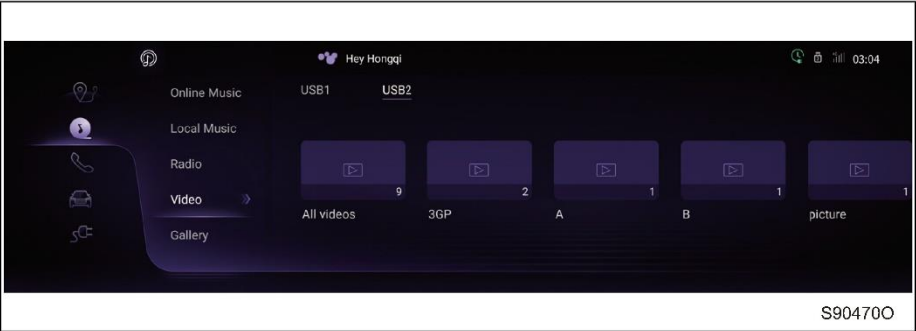 Hey Hongqi
03:04
Online Music
Local Music
Radio
Video
Gallery
USB1 USB2
9 2 1 1 1
All videos 3GP A B picture
S90470O